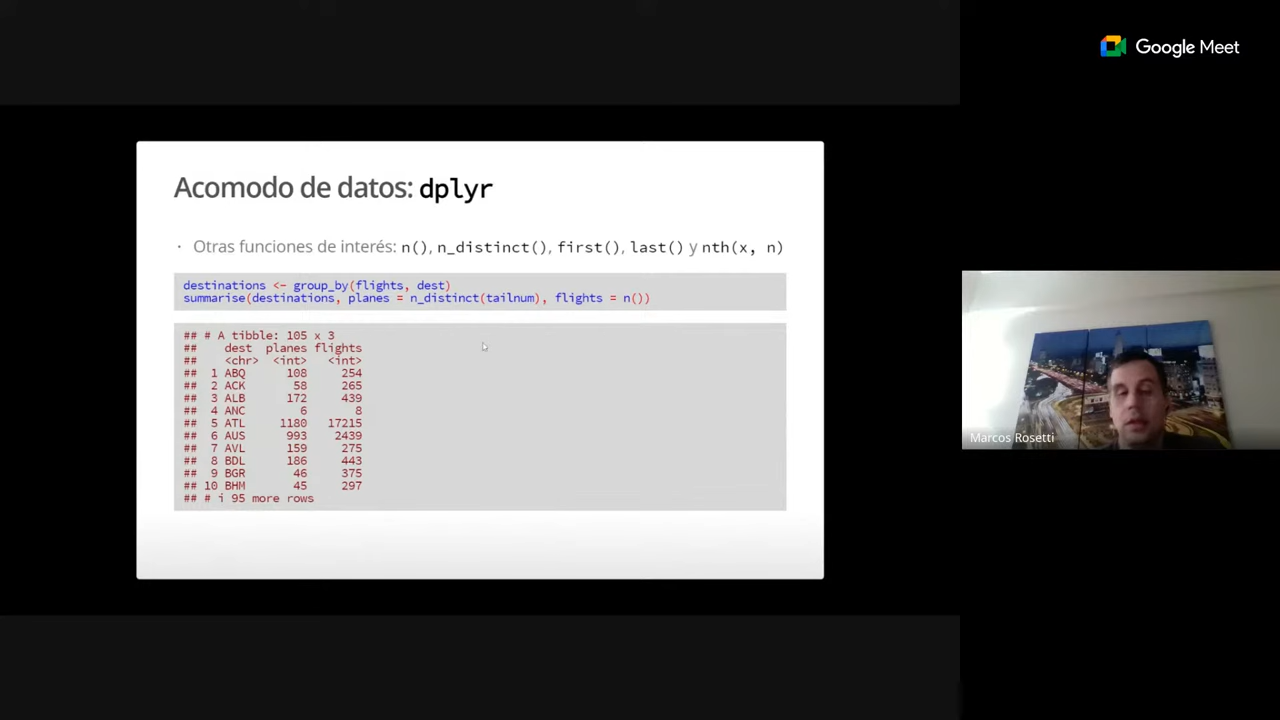 Google Meet
Acomodo de datos: dplyr
· Otras funciones de interés: n(), n_distinct(), first(), last() y nth(x, n)
destinations <- group_by(flights, dest)
summarise(destinations, planes = n_distinct(tailnum), flights = n())
## # A tibble: 105 x 3
##    dest  planes flights
##    <chr>  <int>   <int>
##  1 ABQ      108     254
##  2 ACK       58     265
##  3 ALB      172     439
##  4 ANC        6       8
##  5 ATL     1180   17215
##  6 AUS      993    2439
##  7 AVL      159     275
##  8 BDL      186     443
##  9 BGR       46     375
## 10 BHM       45     297
## # i 95 more rows
Marcos Rosetti